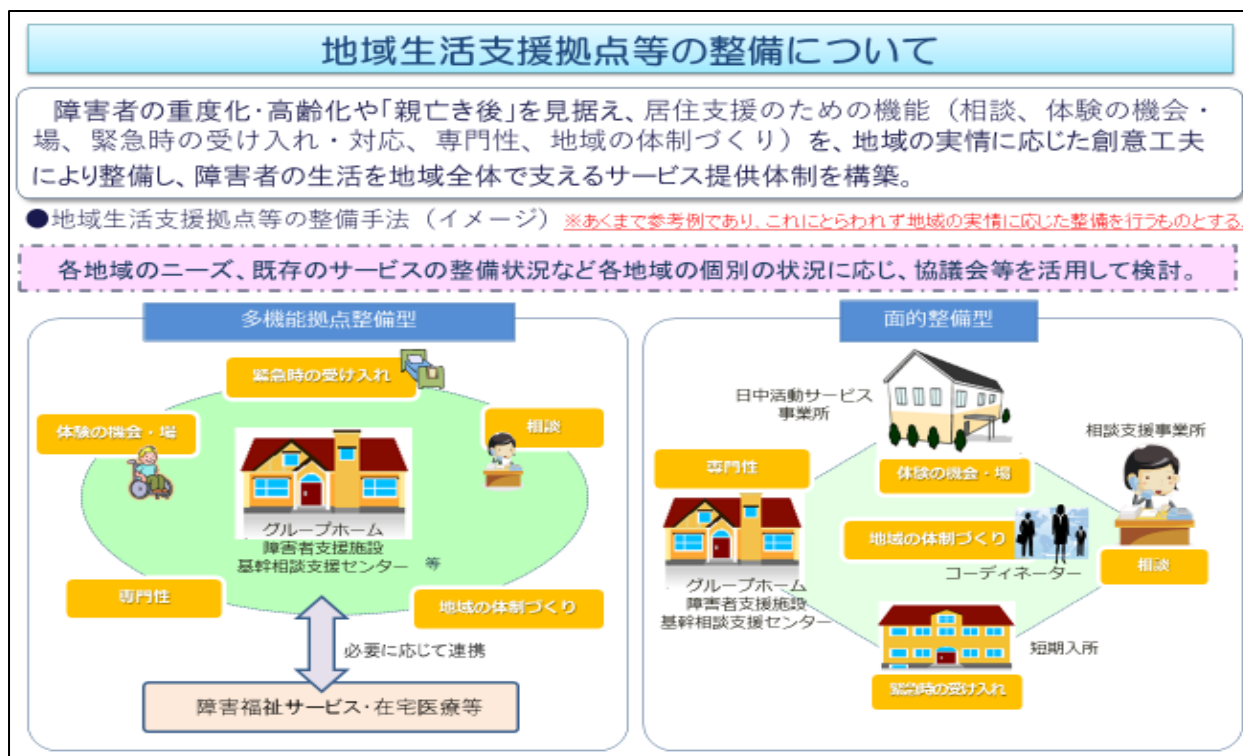 地域生活支援拠点等の整備について
障害者の重度化・高齢化や「親亡き後」を見据え、居住支援のための機能（相談、体験の機会・
場、緊急時の受け入れ・対応、専門性、地域の体制づくり）を、地域の実情に応じた創意工夫
により整備し、障害者の生活を地域全体で支えるサービス提供体制を構築。
●地域生活支援拠点等の整備手法（イメージ）※あくまで参考例であり、これにとらわれず地域の実情に応じた整備を行うものとする。
各地域のニーズ、既存のサービスの整備状況など各地域の個別の状況に応じ、協議会等を活用して検討。
多機能拠点整備型
緊急時の受け入れ
体験の機会・場
相談
グループホーム
障害者支援施設
基幹相談支援センター 等
専門性
地域の体制づくり
必要に応じて連携
障害福祉サービス・在宅医療等
面的整備型
日中活動サービス
事業所
相談支援事業所
専門性
体験の機会・場
地域の体制づくり
コーディネーター
相談
グループホーム
障害者支援施設
基幹相談支援センター
短期入所
緊急時の受け入れ